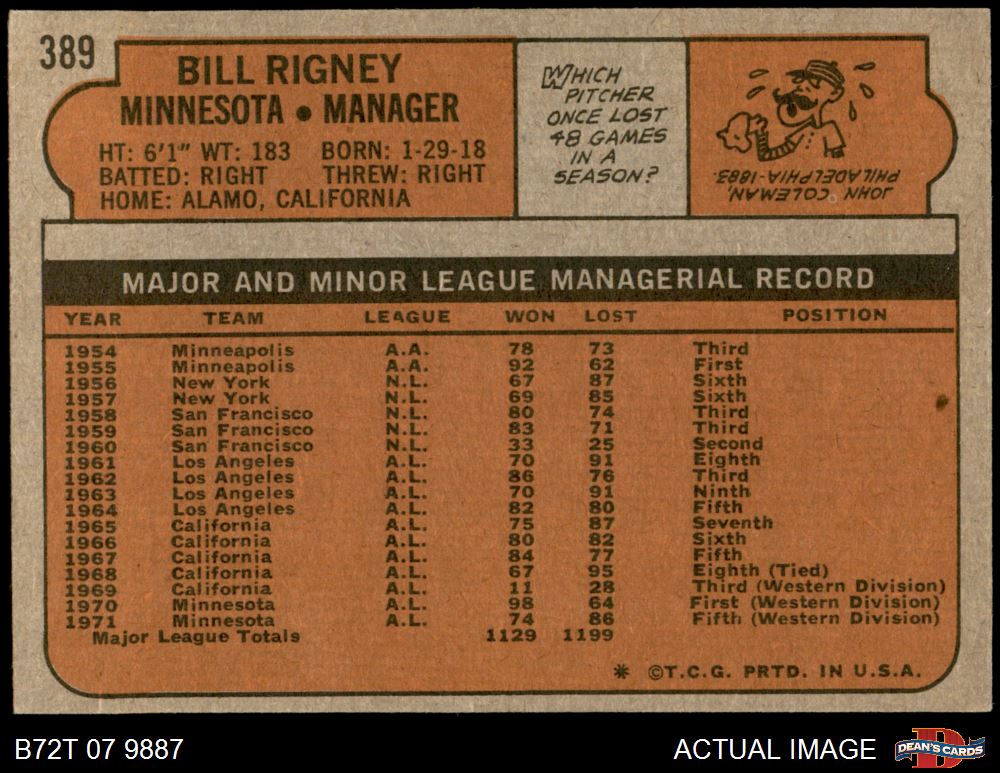 389
BILL RIGNEY
MINNESOTA • MANAGER
HT: 6'1" WT: 183 BORN: 1-29-18
BATTED: RIGHT THREW: RIGHT
HOME: ALAMO, CALIFORNIA
WHICH
PITCHER
ONCE LOST
48 GAMES
IN A
SEASON?
JOHN COLEMAN,
PHILADELPHIA-1883.
MAJOR AND MINOR LEAGUE MANAGERIAL RECORD
YEAR TEAM LEAGUE WON LOST POSITION
1954 Minneapolis A.A. 78 73 Third
1955 Minneapolis A.A. 92 62 First
1956 New York N.L. 67 87 Sixth
1957 New York N.L. 69 85 Sixth
1958 San Francisco N.L. 80 74 Third
1959 San Francisco N.L. 83 71 Third
1960 San Francisco N.L. 33 25 Second
1961 Los Angeles A.L. 70 91 Eighth
1962 Los Angeles A.L. 86 76 Third
1963 Los Angeles A.L. 70 91 Ninth
1964 Los Angeles A.L. 82 80 Fifth
1965 California A.L. 75 87 Seventh
1966 California A.L. 80 82 Sixth
1967 California A.L. 84 77 Fifth
1968 California A.L. 67 95 Eighth (Tied)
1969 California A.L. 11 28 Third (Western Division)
1970 Minnesota A.L. 98 64 First (Western Division)
1971 Minnesota A.L. 74 86 Fifth (Western Division)
Major League Totals 1129 1199
* ©T.C.G. PRTD. IN U.S.A.
B72T 07 9887
ACTUAL IMAGE
D
DEAN'S CARDS